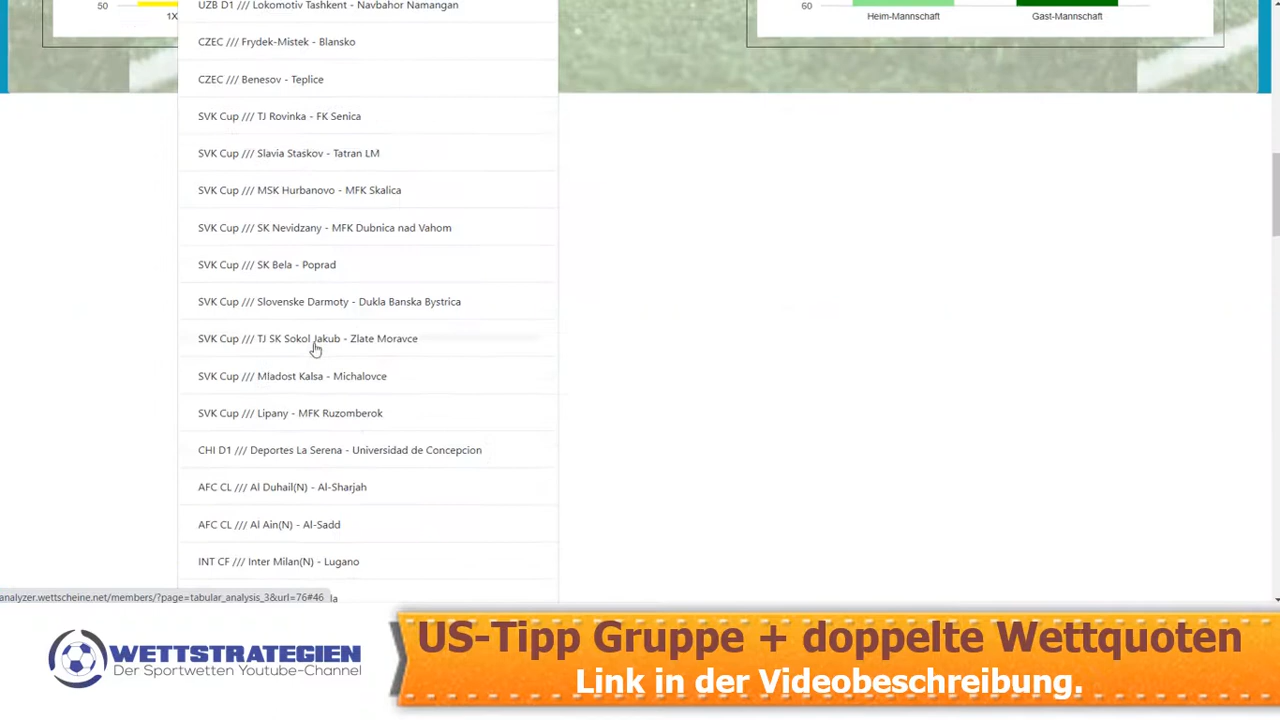 50
1X
60
Heim-Mannschaft
Gast-Mannschaft
UZB D1 /// Lokomotiv Tashkent - Navbahor Namangan
CZEC /// Frydek-Mistek - Blansko
CZEC /// Benesov - Teplice
SVK Cup /// TJ Rovinka - FK Senica
SVK Cup /// Slavia Staskov - Tatran LM
SVK Cup /// MSK Hurbanovo - MFK Skalica
SVK Cup /// SK Nevidzany - MFK Dubnica nad Vahom
SVK Cup /// SK Bela - Poprad
SVK Cup /// Slovenske Darmoty - Dukla Banska Bystrica
SVK Cup /// TJ SK Sokol Jakub - Zlate Moravce
SVK Cup /// Mladost Kalsa - Michalovce
SVK Cup /// Lipany - MFK Ruzomberok
CHI D1 /// Deportes La Serena - Universidad de Concepcion
AFC CL /// Al Duhail(N) - Al-Sharjah
AFC CL /// Al Ain(N) - Al-Sadd
INT CF /// Inter Milan(N) - Lugano
analyzer.wettscheine.net/members/?page=tabular_analysis_3&url=76#46
la
WETTSTRATEGIEN
Der Sportwetten Youtube-Channel
US-Tipp Gruppe + doppelte Wettquoten
Link in der Videobeschreibung.